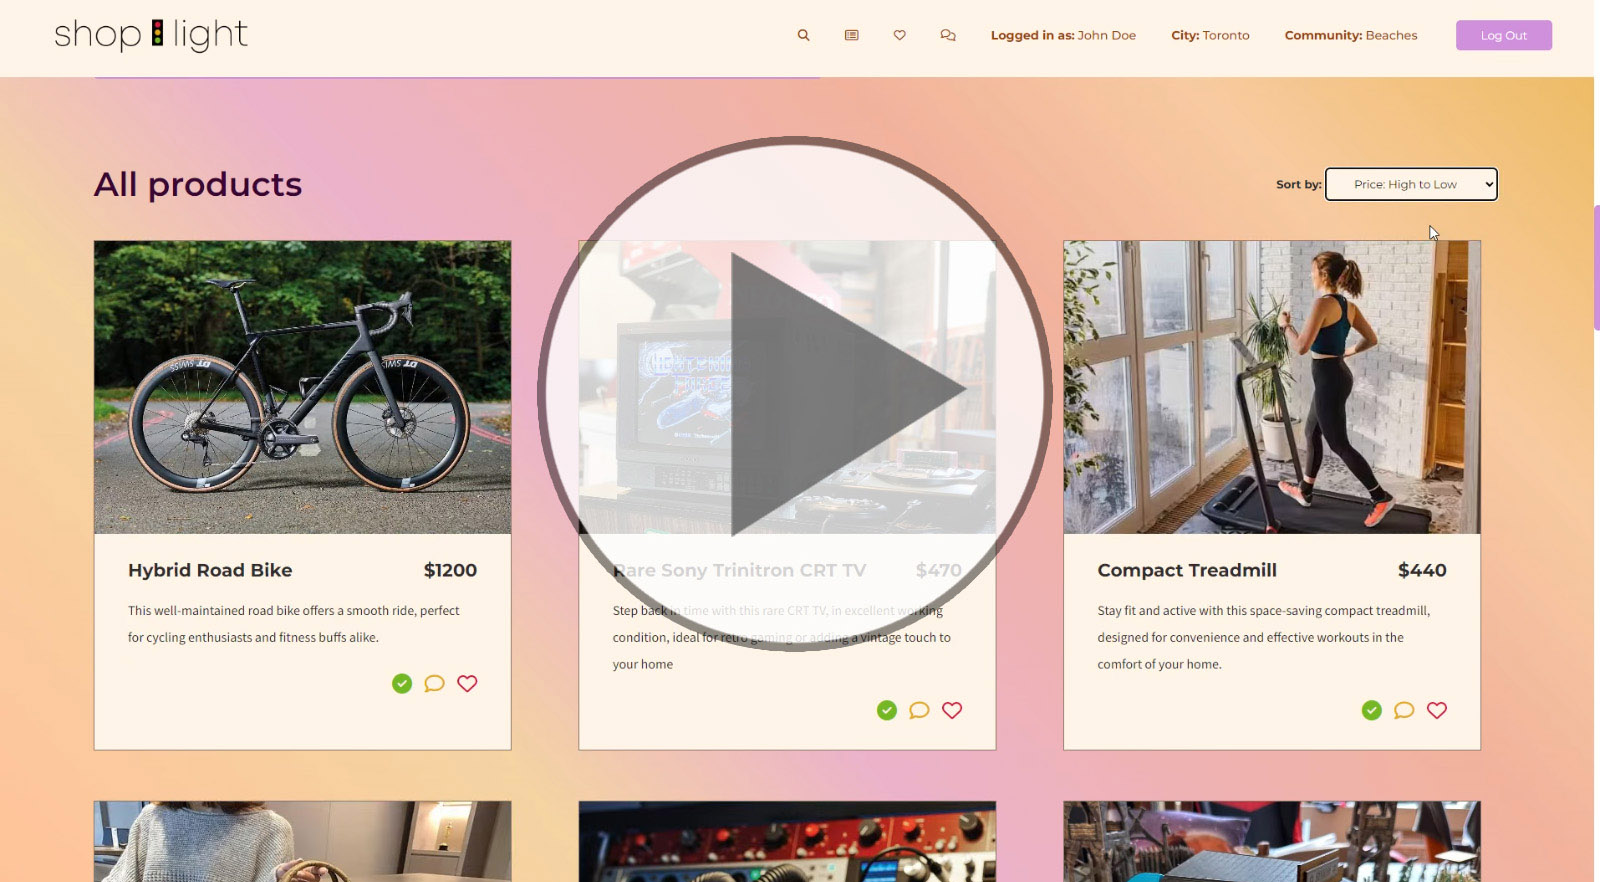 shop light
Logged in as: John Doe
City: Toronto
Community: Beaches
Log Out
All products
Sort by: Price: High to Low
DT SWISS
DT SWISS
Hybrid Road Bike $1200
This well-maintained road bike offers a smooth ride, perfect
for cycling enthusiasts and fitness buffs alike.
Rare Sony Trinitron CRT TV $470
Step back in time with this rare CRT TV, in excellent working
condition, ideal for retro gaming or adding a vintage touch to
your home
Compact Treadmill $440
Stay fit and active with this space-saving compact treadmill,
designed for convenience and effective workouts in the
comfort of your home.